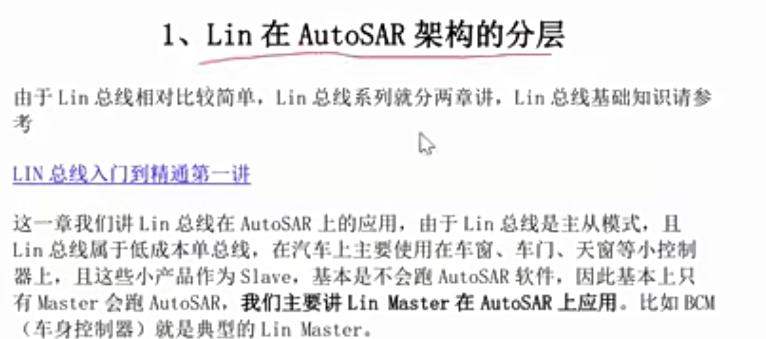 1、Lin 在 AutoSAR 架构的分层
由于 Lin 总线相对比较简单，Lin 总线系列就分两章讲，Lin 总线基础知识请参
考
LIN 总线入门到精通第一讲
这一章我们讲 Lin 总线在 AutoSAR 上的应用，由于 Lin 总线是主从模式，且
Lin 总线属于低成本单总线，在汽车上主要使用在车窗、车门、天窗等小控制
器上，且这些小产品作为 Slave，基本是不会跑 AutoSAR 软件，因此基本上只
有 Master 会跑 AutoSAR，我们主要讲 Lin Master 在 AutoSAR 上应用。比如 BCM
（车身控制器）就是典型的 Lin Master。